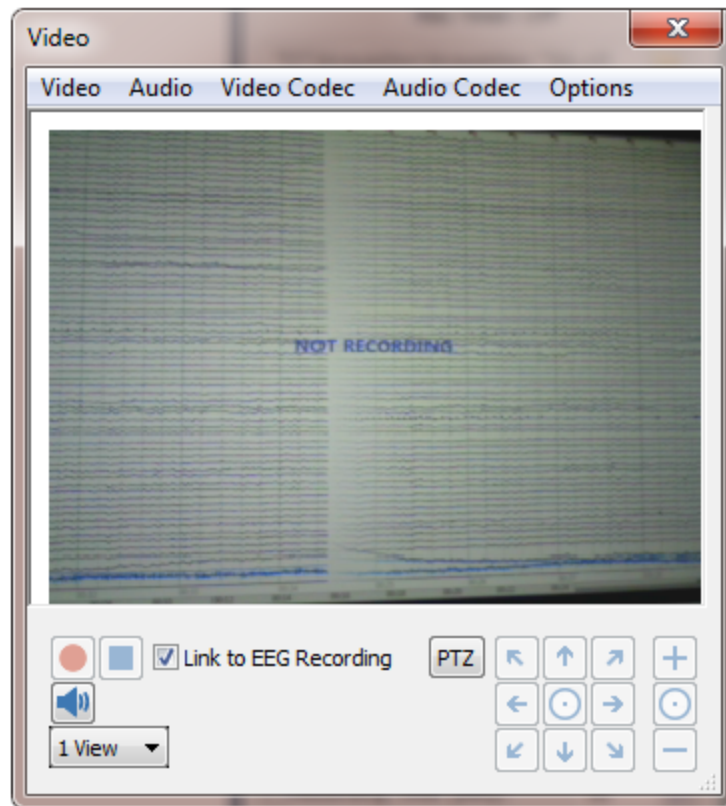 Video
Video Audio Video Codec Audio Codec Options
NOT RECORDING
Link to EEG Recording PTZ
1 View